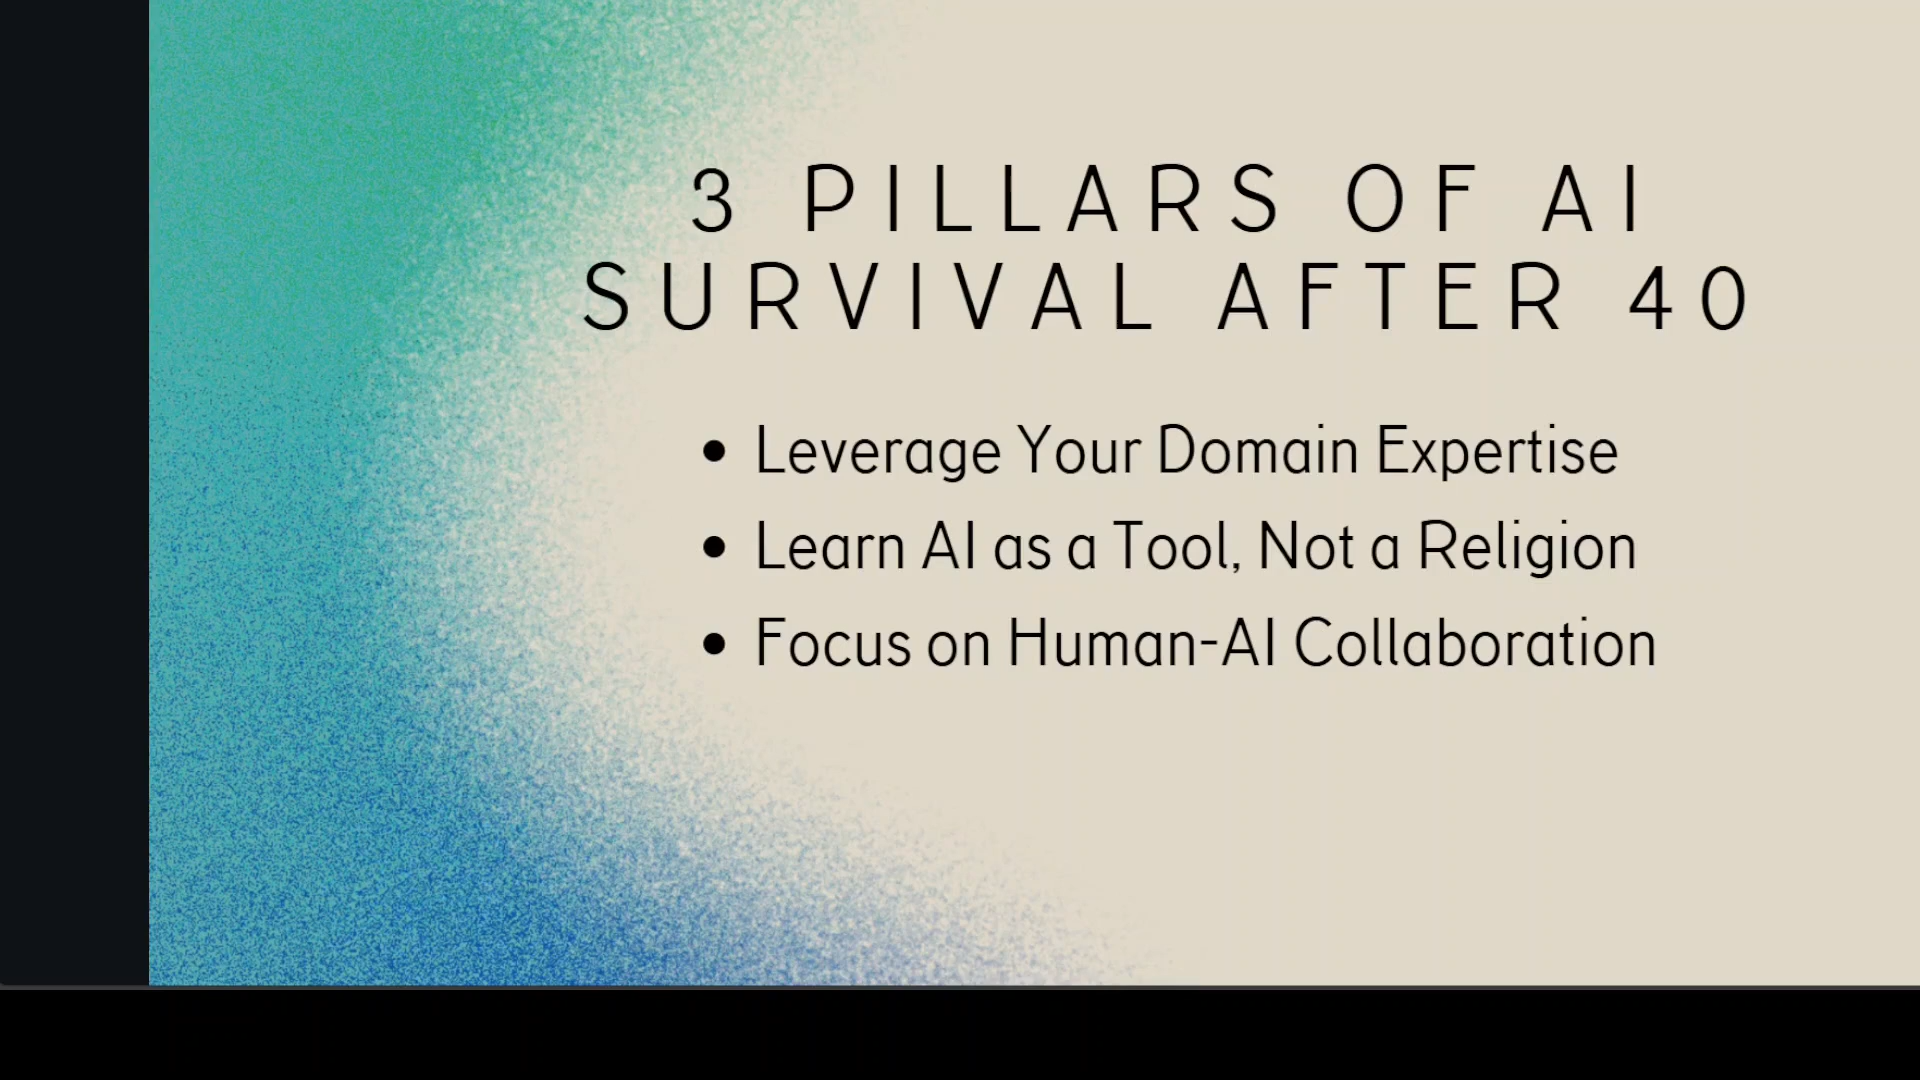 3 PILLARS OF AI
SURVIVAL AFTER 40
• Leverage Your Domain Expertise
• Learn AI as a Tool, Not a Religion
• Focus on Human-AI Collaboration